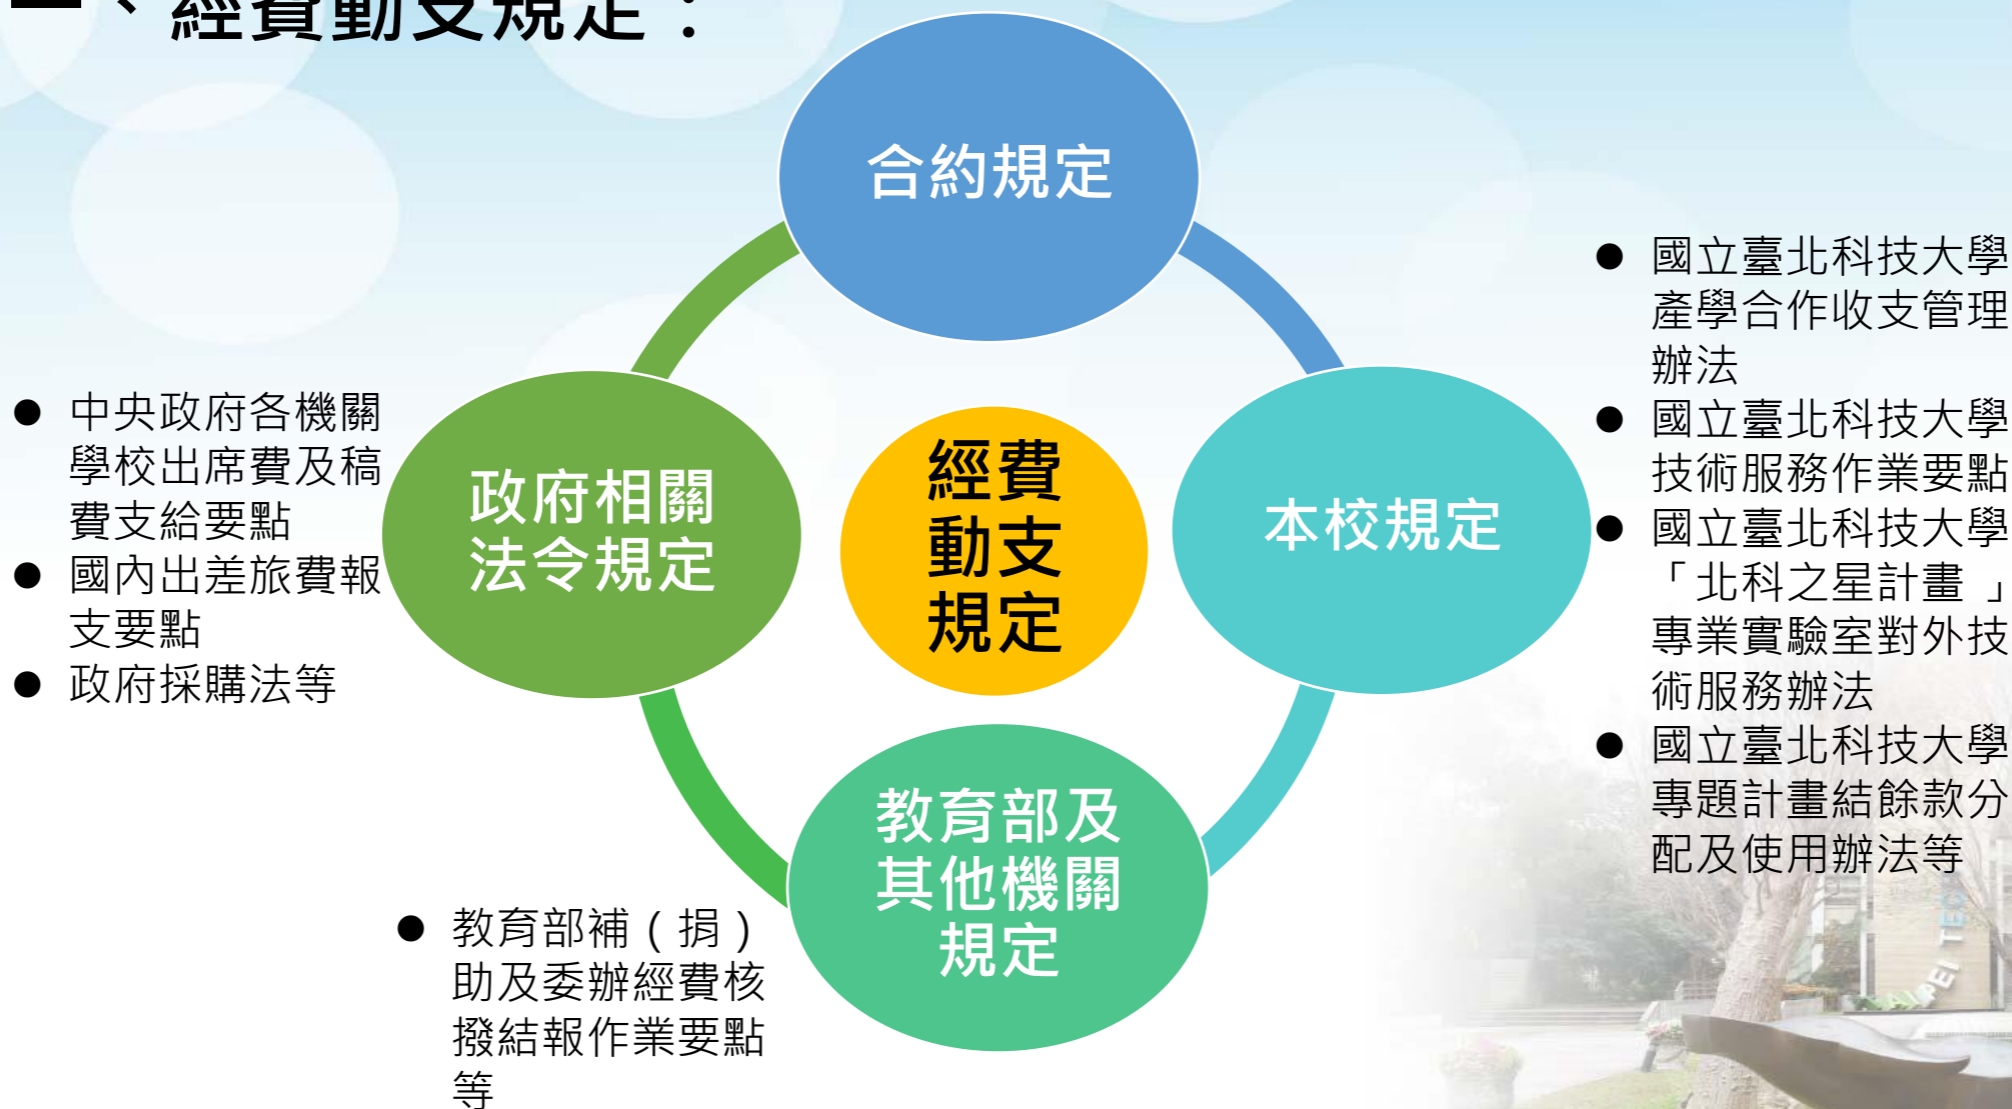 、經費動支規定：
合約規定
政府相關
法令規定
經費
動支
規定
本校規定
教育部及
其他機關
規定
● 中央政府各機關
學校出席費及稿
費支給要點
● 國內出差旅費報
支要點
● 政府採購法等
● 教育部補（捐）
助及委辦經費核
撥結報作業要點
等
● 國立臺北科技大學
產學合作收支管理
辦法
● 國立臺北科技大學
技術服務作業要點
● 國立臺北科技大學
「北科之星計畫」
專業實驗室對外技
術服務辦法
● 國立臺北科技大學
專題計畫結餘款分
配及使用辦法等
TAIPEI TEC